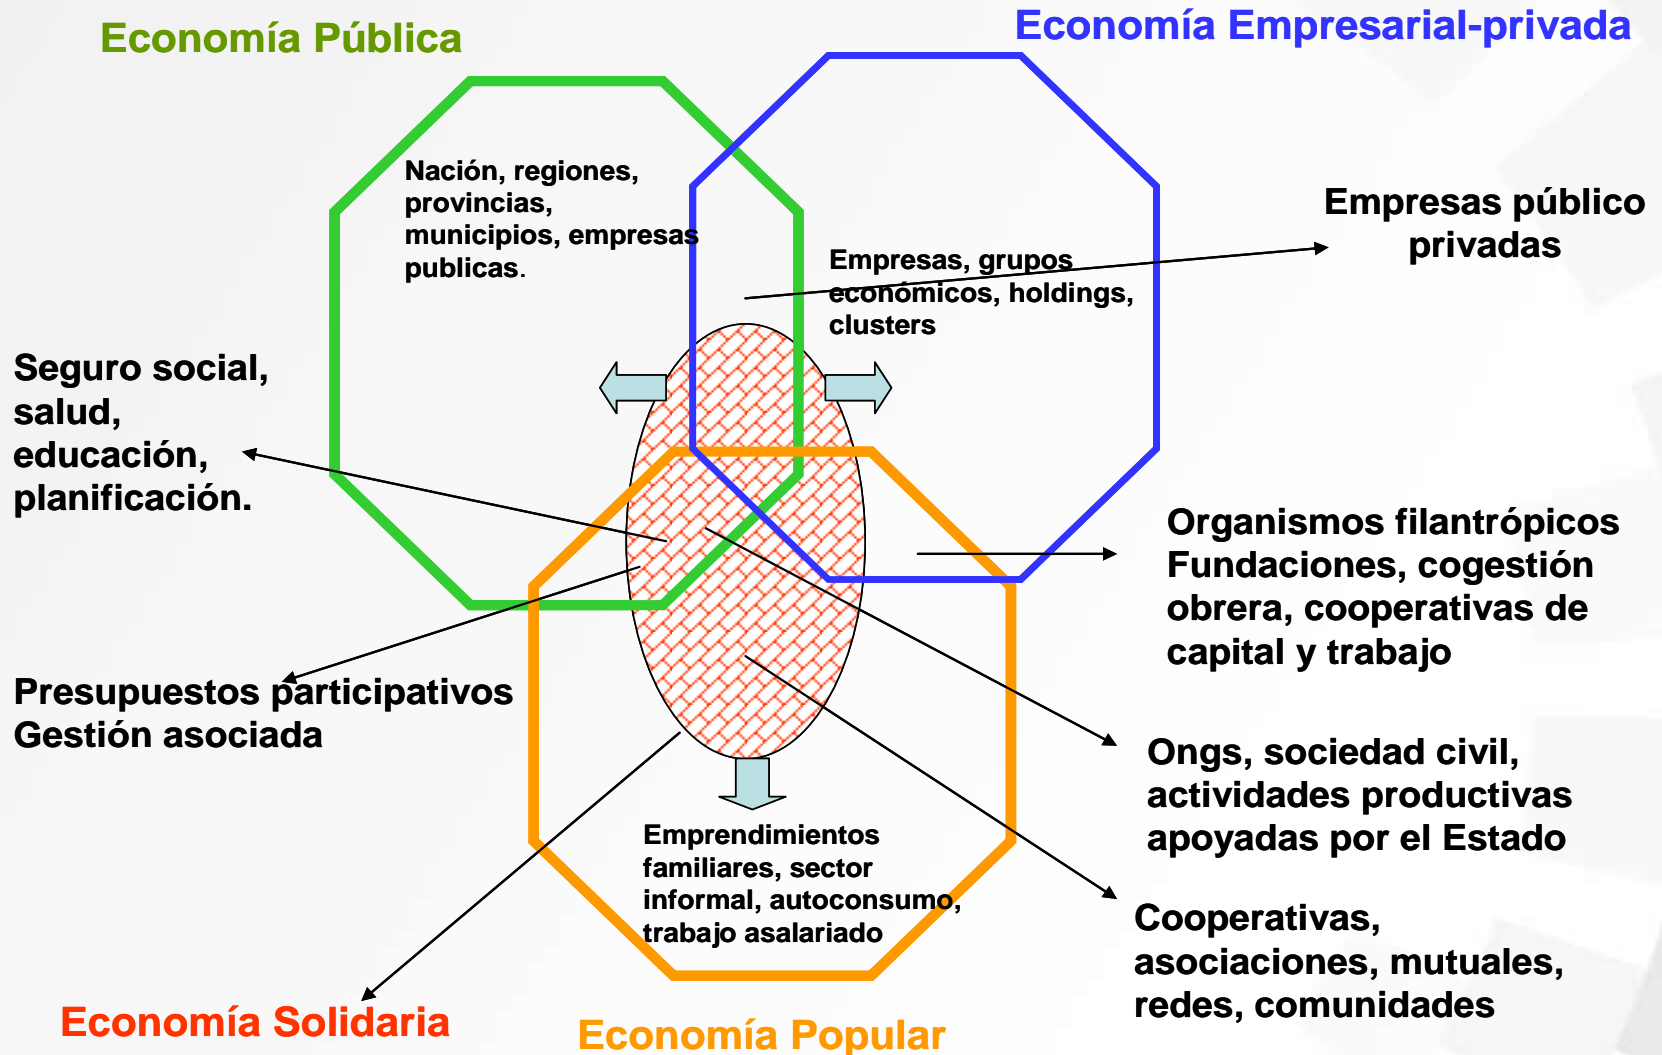 Economía Pública
Economía Empresarial-privada
Nación, regiones,
provincias,
municipios, empresas
publicas.
Empresas, grupos
económicos, holdings,
clusters
Empresas público
privadas
Seguro social,
salud,
educación,
planificación.
Organismos filantrópicos
Fundaciones, cogestión
obrera, cooperativas de
capital y trabajo
Presupuestos participativos
Gestión asociada
Ongs, sociedad civil,
actividades productivas
apoyadas por el Estado
Emprendimientos
familiares, sector
informal, autoconsumo,
trabajo asalariado
Cooperativas,
asociaciones, mutuales,
redes, comunidades
Economía Solidaria
Economía Popular